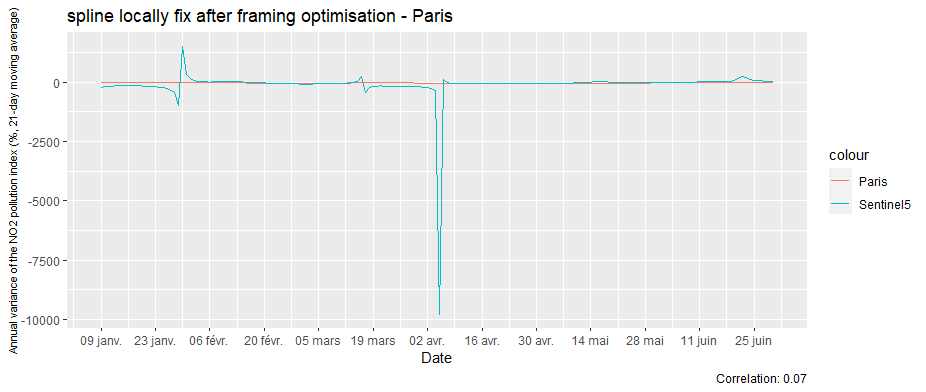 spline locally fix after framing optimisation - Paris
Annual variance of the NO2 pollution index (%, 21-day moving average)
0
-2500
-5000
-7500
-10000
09 janv.
23 janv.
06 févr.
20 févr.
05 mars
19 mars
02 avr.
16 avr.
30 avr.
14 mai
28 mai
11 juin
25 juin
Date
colour
Paris
Sentinel5
Correlation: 0.07